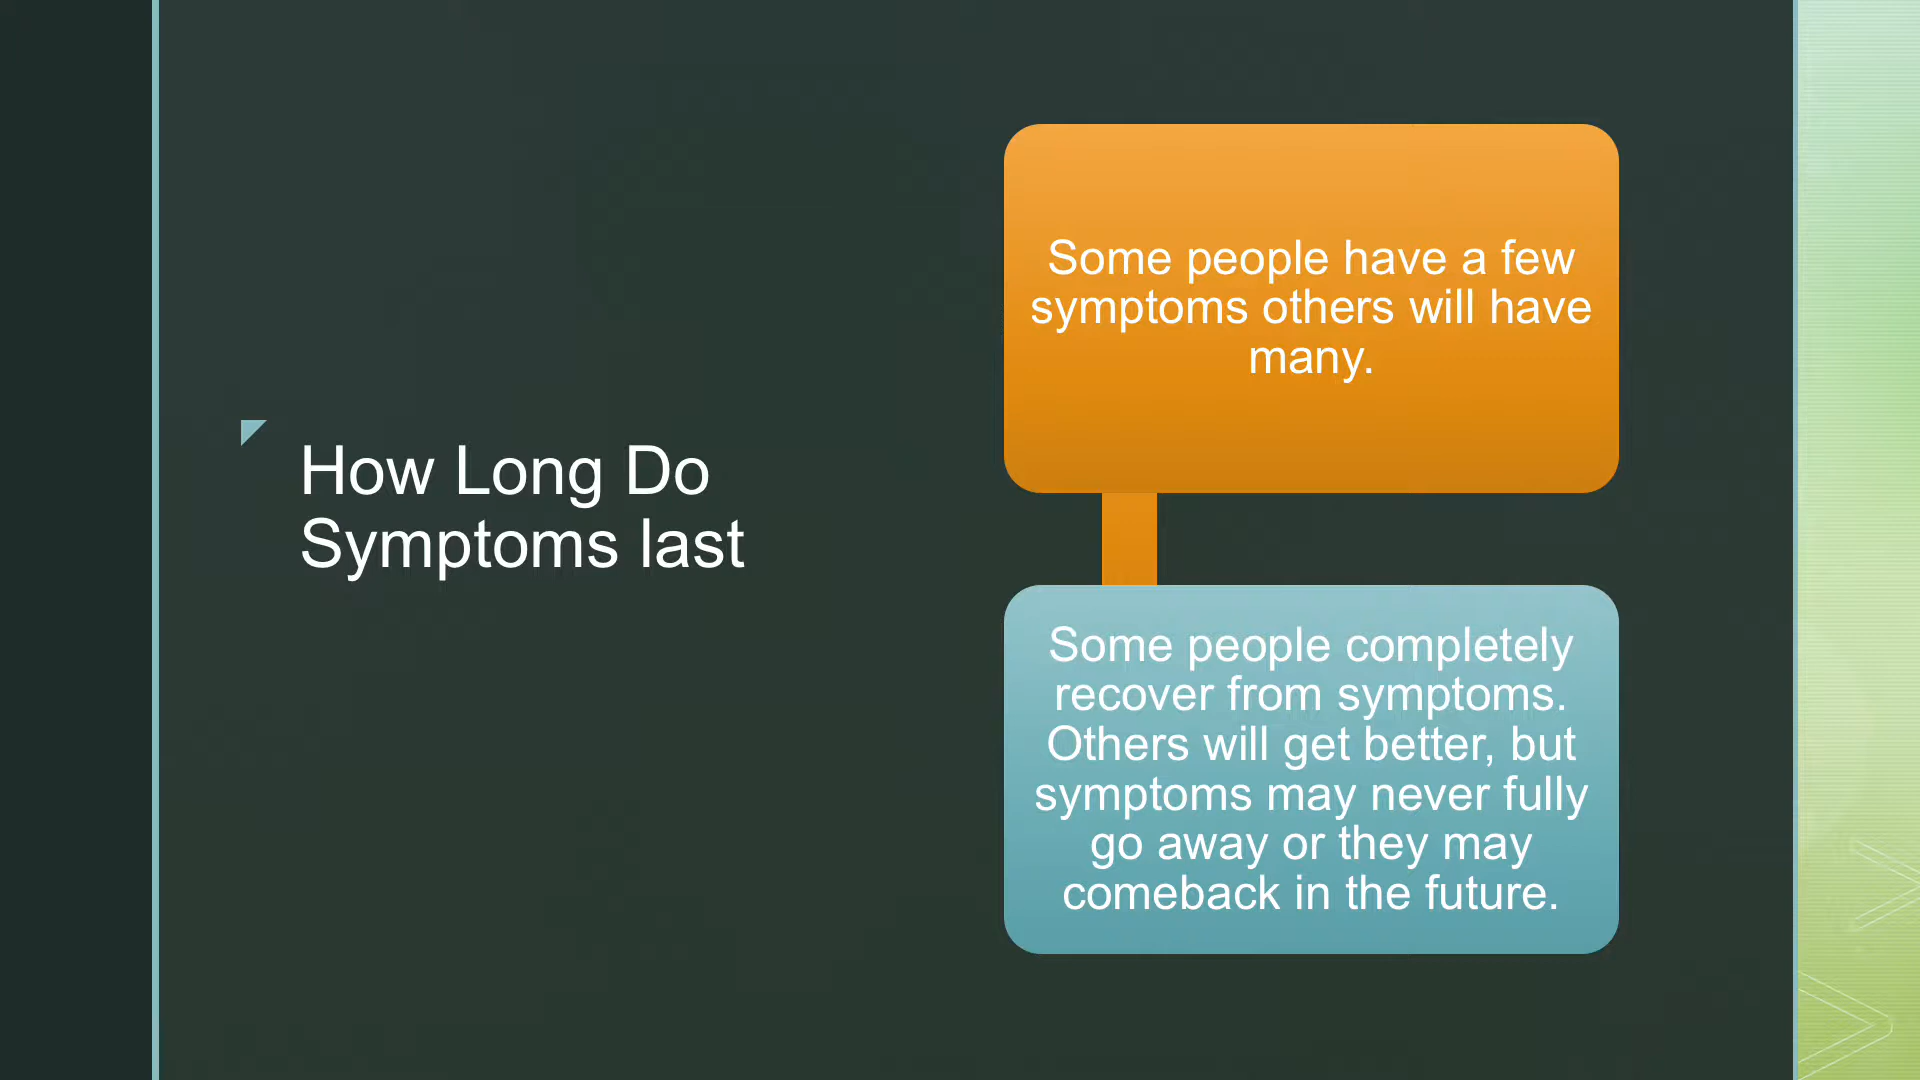 How Long Do
Symptoms last
Some people have a few
symptoms others will have
many.
Some people completely
recover from symptoms.
Others will get better, but
symptoms may never fully
go away or they may
comeback in the future.